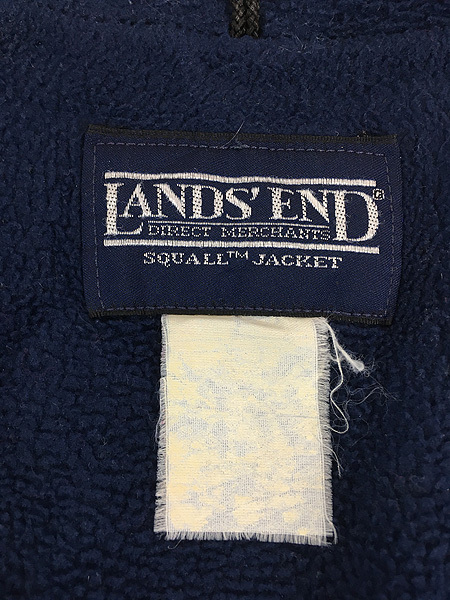 LANDS' END®
DIRECT MERCHANTS
SQUALL™ JACKET